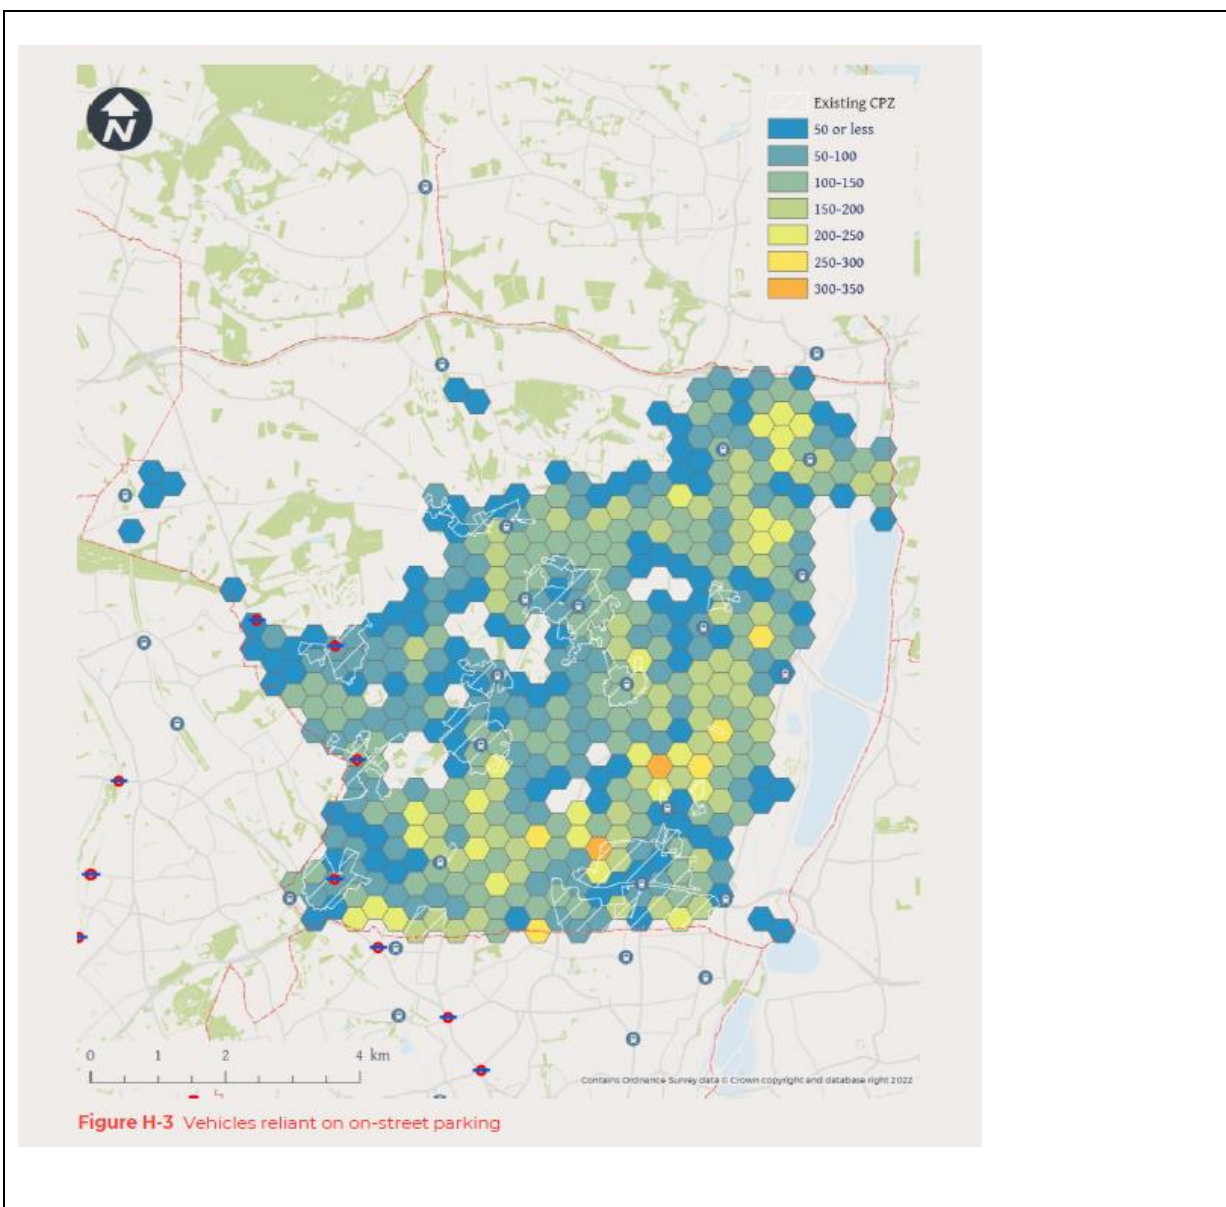 N
Existing CPZ
50 or less
50-100
100-150
150-200
200-250
250-300
300-350
0 1 2 4 km
Contains Ordnance Survey data © Crown copyright and database right 2022
Figure H-3 Vehicles reliant on on-street parking